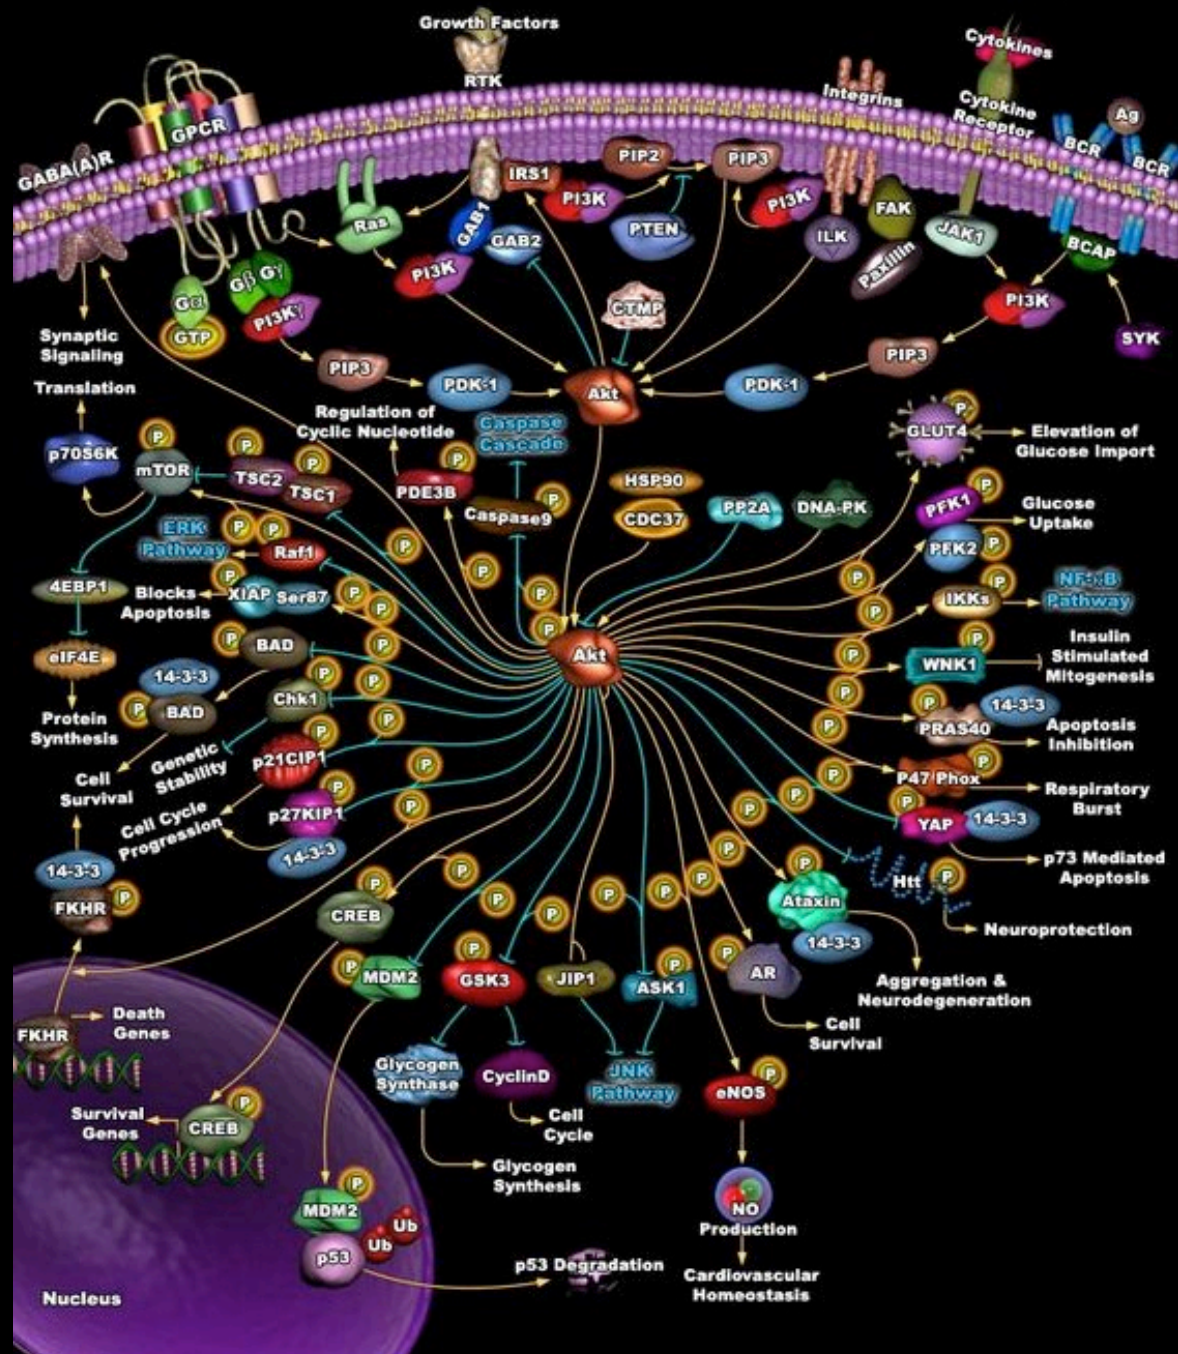 Growth Factors
RTK
Cytokines
Integrins
Cytokine
Receptor
Ag
BCR
BCR
GPCR
GABA(A)R
PIP2
PIP3
IRS1
PI3K
PI3K
Ras
GAB1
GAB2
PTEN
ILK
FAK
Paxillin
JAK1
BCAP
Gα
GTP
Gβ Gγ
PI3Kγ
PI3K
CTMP
PI3K
SYK
Synaptic
Signaling
PIP3
PDK-1
Akt
PDK-1
PIP3
Translation
Regulation of
Cyclic Nucleotide
Caspase
Cascade
P
GLUT4
Elevation of
Glucose Import
p70S6K
P
mTOR
P
TSC2
P
TSC1
P
PDE3B
P
Caspase9
HSP90
CDC37
PP2A
DNA-PK
P
PFK1
Glucose
Uptake
P
PFK2
ERK
Pathway
P
P
Raf1
P
4EBP1
Blocks
Apoptosis
P
XIAP
Ser87
P
P
P
P
P
P
P
P
IKKs
NF-κB
Pathway
eIF4E
P
BAD
P
Akt
P
P
WNK1
Insulin
Stimulated
Mitogenesis
14-3-3
P
BAD
P
Chk1
P
P
P
PRAS40
14-3-3
Apoptosis
Inhibition
Protein
Synthesis
Genetic
Stability
P
p21CIP1
P
P
P
P47 Phox
Respiratory
Burst
Cell
Survival
P
p27KIP1
P
P
P
P
P
P
YAP
14-3-3
Cell Cycle
Progression
14-3-3
p73 Mediated
Apoptosis
14-3-3
P
FKHR
P
CREB
P
P
P
P
P
P
P
P
Ataxin
14-3-3
Htt
P
Neuroprotection
P
MDM2
P
GSK3
JIP1
P
ASK1
P
AR
Aggregation &
Neurodegeneration
Cell
Survival
FKHR
Death
Genes
Glycogen
Synthase
CyclinD
JNK
Pathway
P
eNOS
Survival
Genes
P
CREB
Cell
Cycle
Glycogen
Synthesis
P
MDM2
p53
Ub
Ub
NO
Production
p53 Degradation
Cardiovascular
Homeostasis
Nucleus